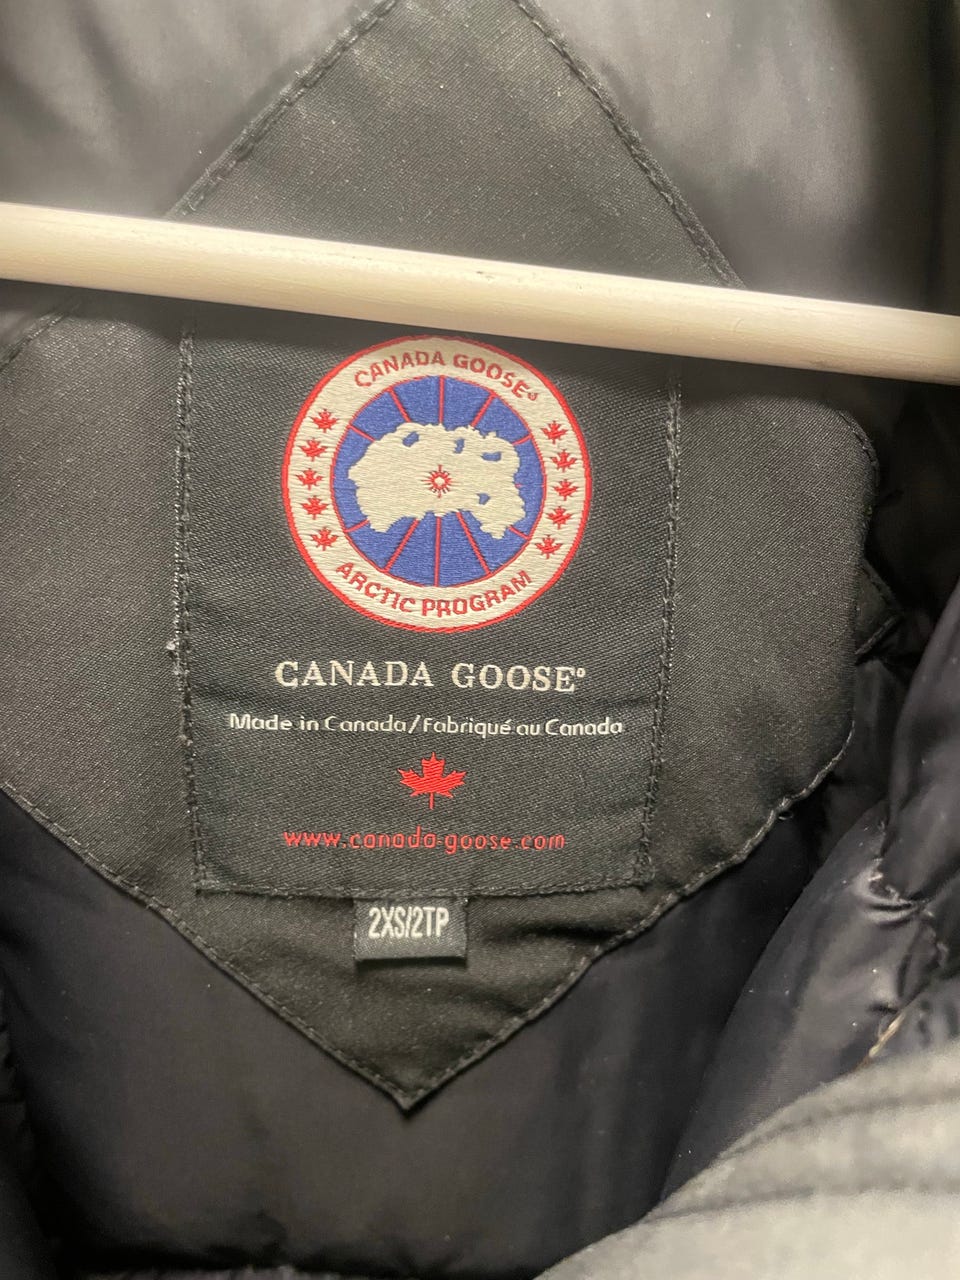 CANADA GOOSE®
ARCTIC PROGRAM
CANADA GOOSE®
Made in Canada/Fabriqué au Canada
www.canada-goose.com
2XS/2TP